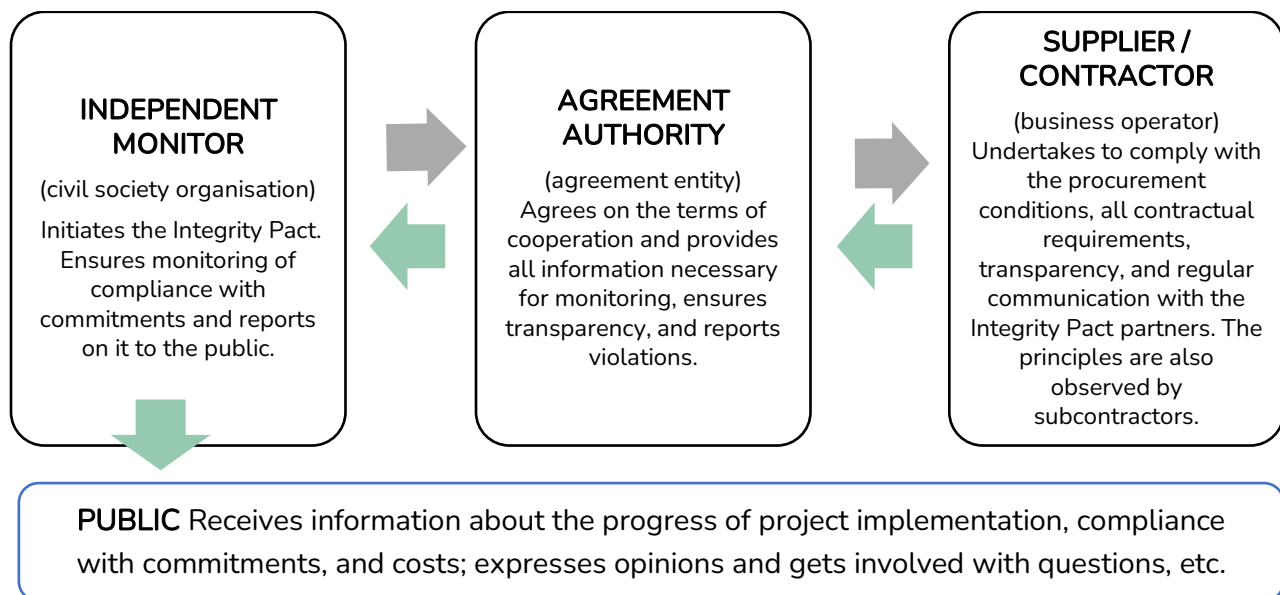 INDEPENDENT
MONITOR
(civil society organisation)
Initiates the Integrity Pact.
Ensures monitoring of
compliance with
commitments and reports
on it to the public.
AGREEMENT
AUTHORITY
(agreement entity)
Agrees on the terms of
cooperation and provides
all information necessary
for monitoring, ensures
transparency, and reports
violations.
SUPPLIER /
CONTRACTOR
(business operator)
Undertakes to comply with
the procurement
conditions, all contractual
requirements,
transparency, and regular
communication with the
Integrity Pact partners. The
principles are also
observed by
subcontractors.
PUBLIC Receives information about the progress of project implementation, compliance
with commitments, and costs; expresses opinions and gets involved with questions, etc.